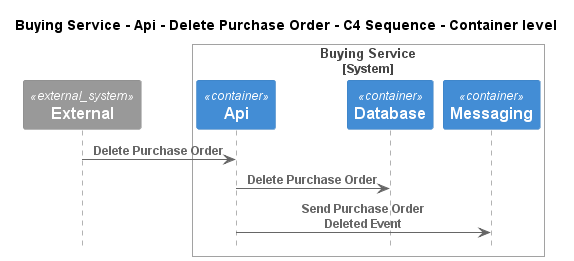 Buying Service - Api - Delete Purchase Order - C4 Sequence - Container level
Buying Service
[System]
«external_system»
External
«container»
Api
«container»
Database
«container»
Messaging
Delete Purchase Order
Delete Purchase Order
Send Purchase Order
Deleted Event